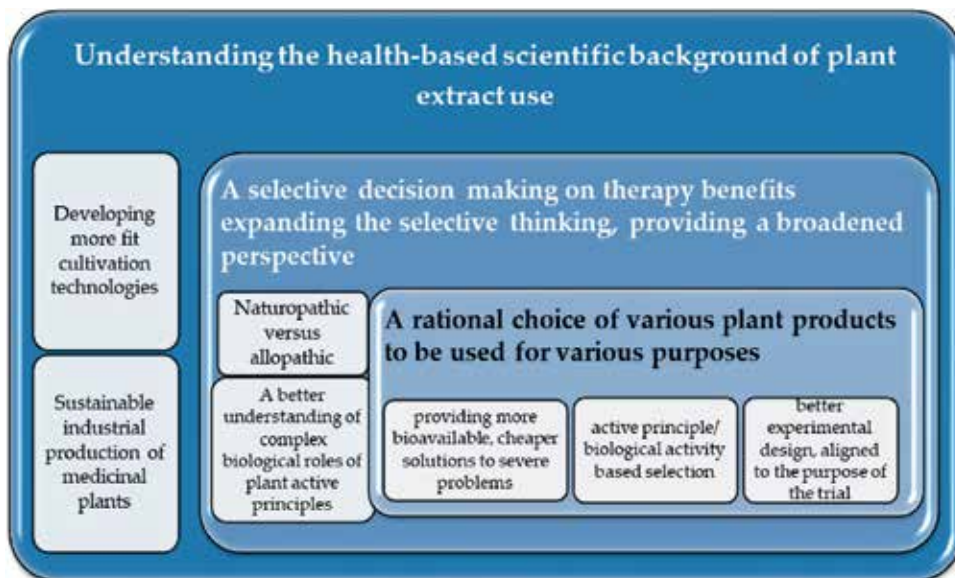 Understanding the health-based scientific background of plant
extract use
Developing
more fit
cultivation
technologies
Sustainable
industrial
production of
medicinal
plants
A selective decision making on therapy benefits
expanding the selective thinking, providing a broadened
perspective
Naturopathic
versus
allopathic
A better
understanding of
complex
biological roles of
plant active
principles
A rational choice of various plant products
to be used for various purposes
providing more
bioavailable, cheaper
solutions to severe
problems
active principle/
biological activity
based selection
better
experimental
design, aligned
to the purpose of
the trial